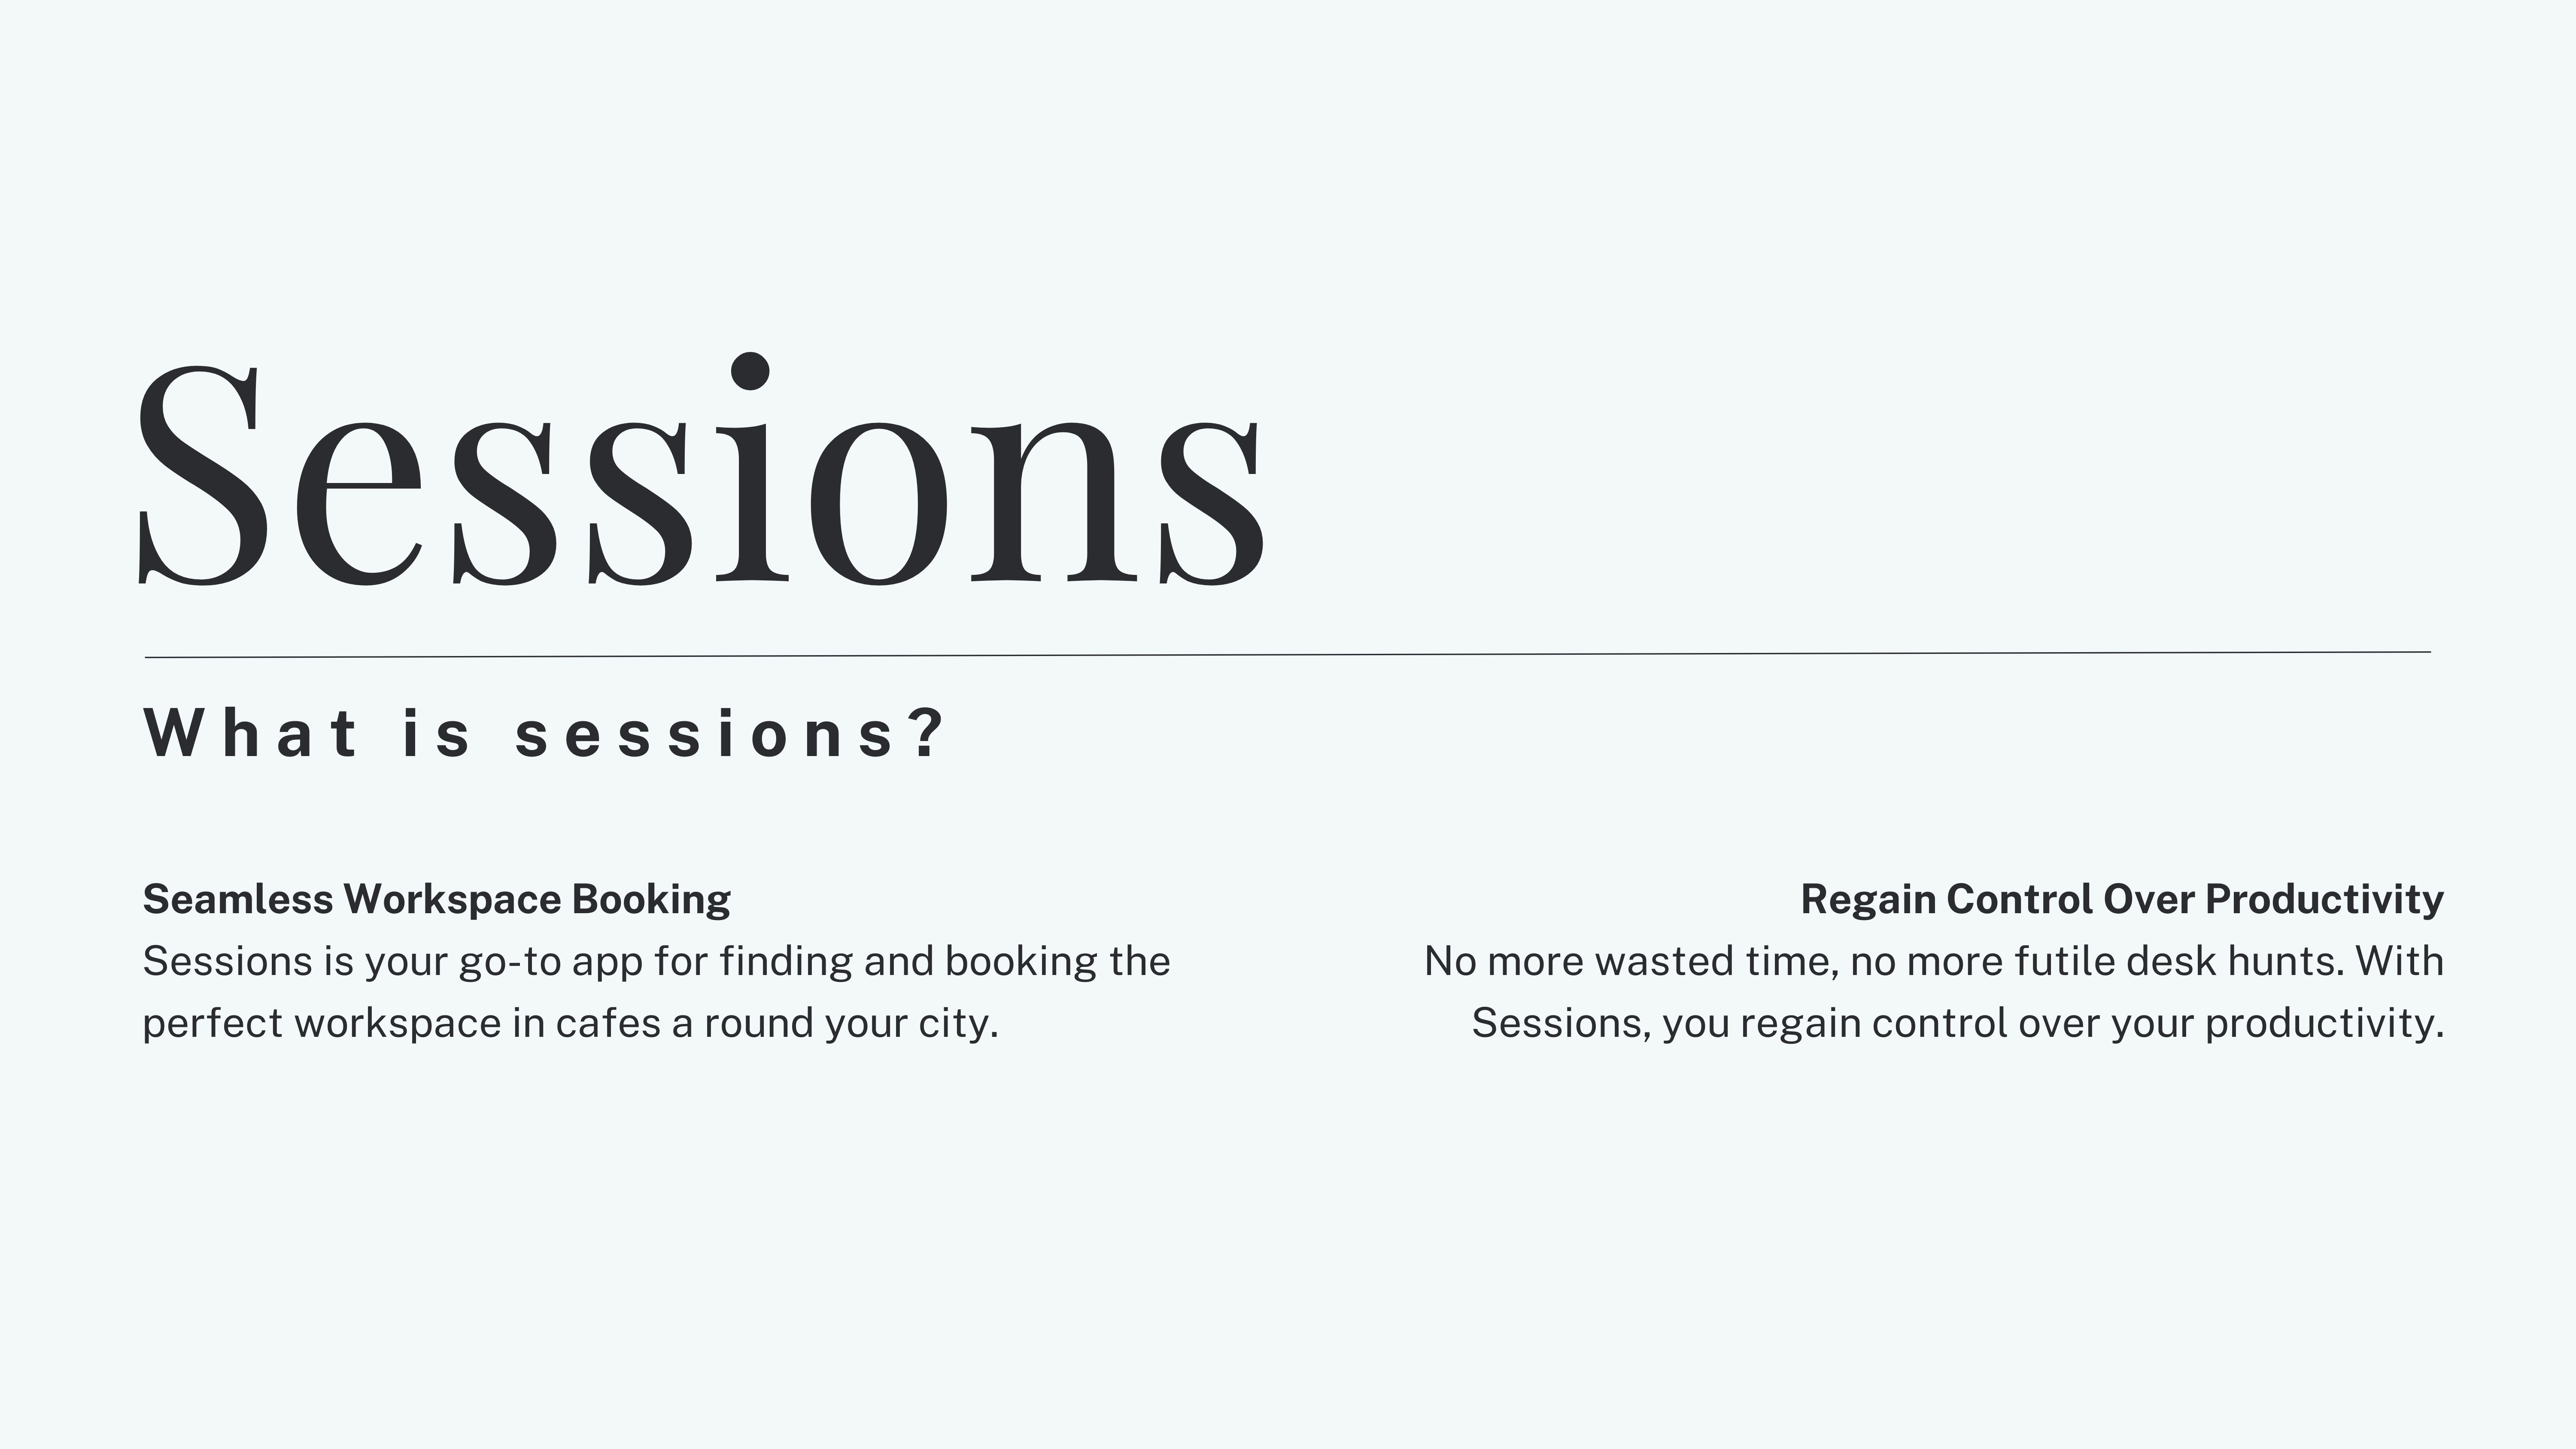 Sessions
What is sessions?
Seamless Workspace Booking
Sessions is your go-to app for finding and booking the
perfect workspace in cafes a round your city.
Regain Control Over Productivity
No more wasted time, no more futile desk hunts. With
Sessions, you regain control over your productivity.